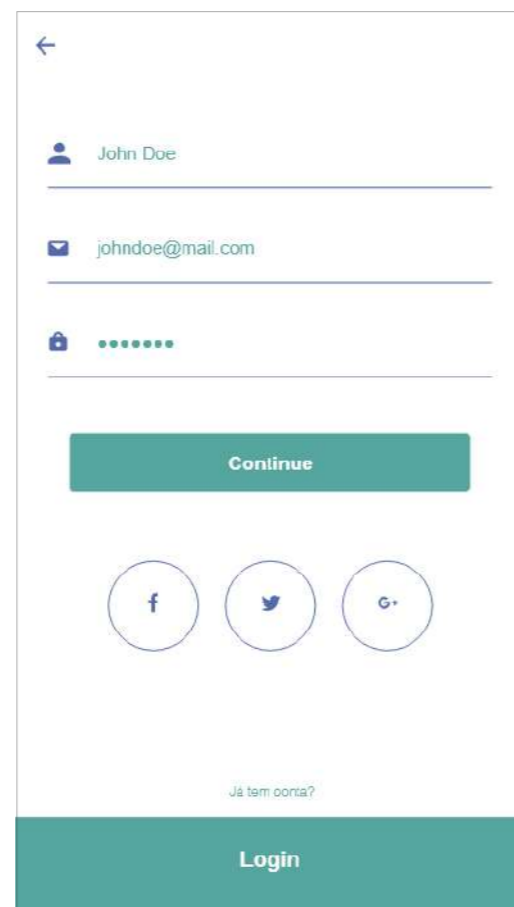 John Doe
johndoe@mail.com
•••••••
Continue
f
G+
Já tem conta?
Login